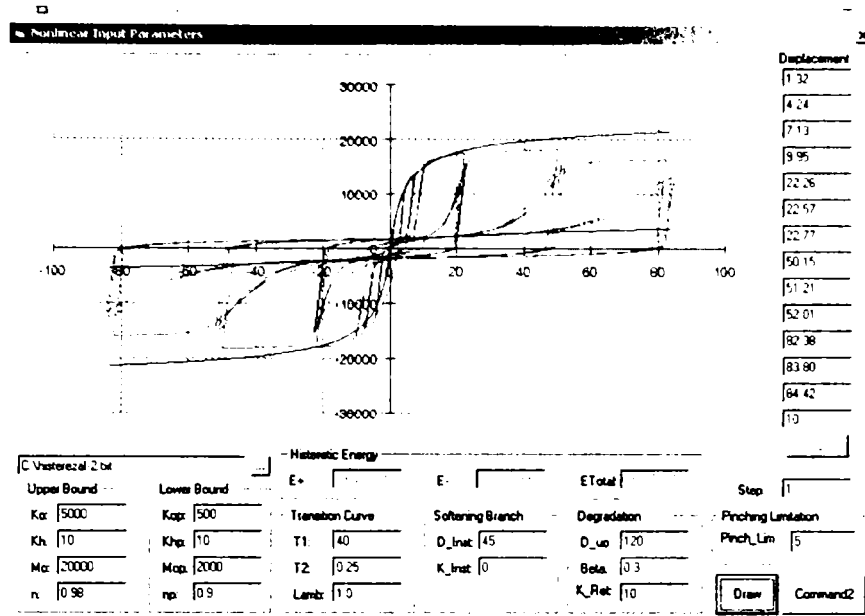 Nonlinear Input Parameters
Displacement
1.32
4.24
7.13
9.95
22.26
22.57
22.77
50.15
51.21
52.01
82.38
83.80
84.42
10
30000
20000
10000
0
-100 -80 -60 -40 -20 0 20 40 60 80 100
-10000
-20000
-30000
Histeretic Energy
E+ E- ETotal
Step 1
Upper Bound
Ko: 5000
Kh: 10
Mo: 20000
n: 0.98
Lower Bound
Kop: 500
Khp: 10
Mop: 2000
np: 0.9
Transition Curve
T1: 40
T2: 0.25
Lamb: 1.0
Softening Branch
D_Inst: 45
K_Inst: 0
Degradation
D_up 120
Beta: 0.3
K_Ret: 10
Pinching Limitation
Pinch_Lim 5
Draw
Command2